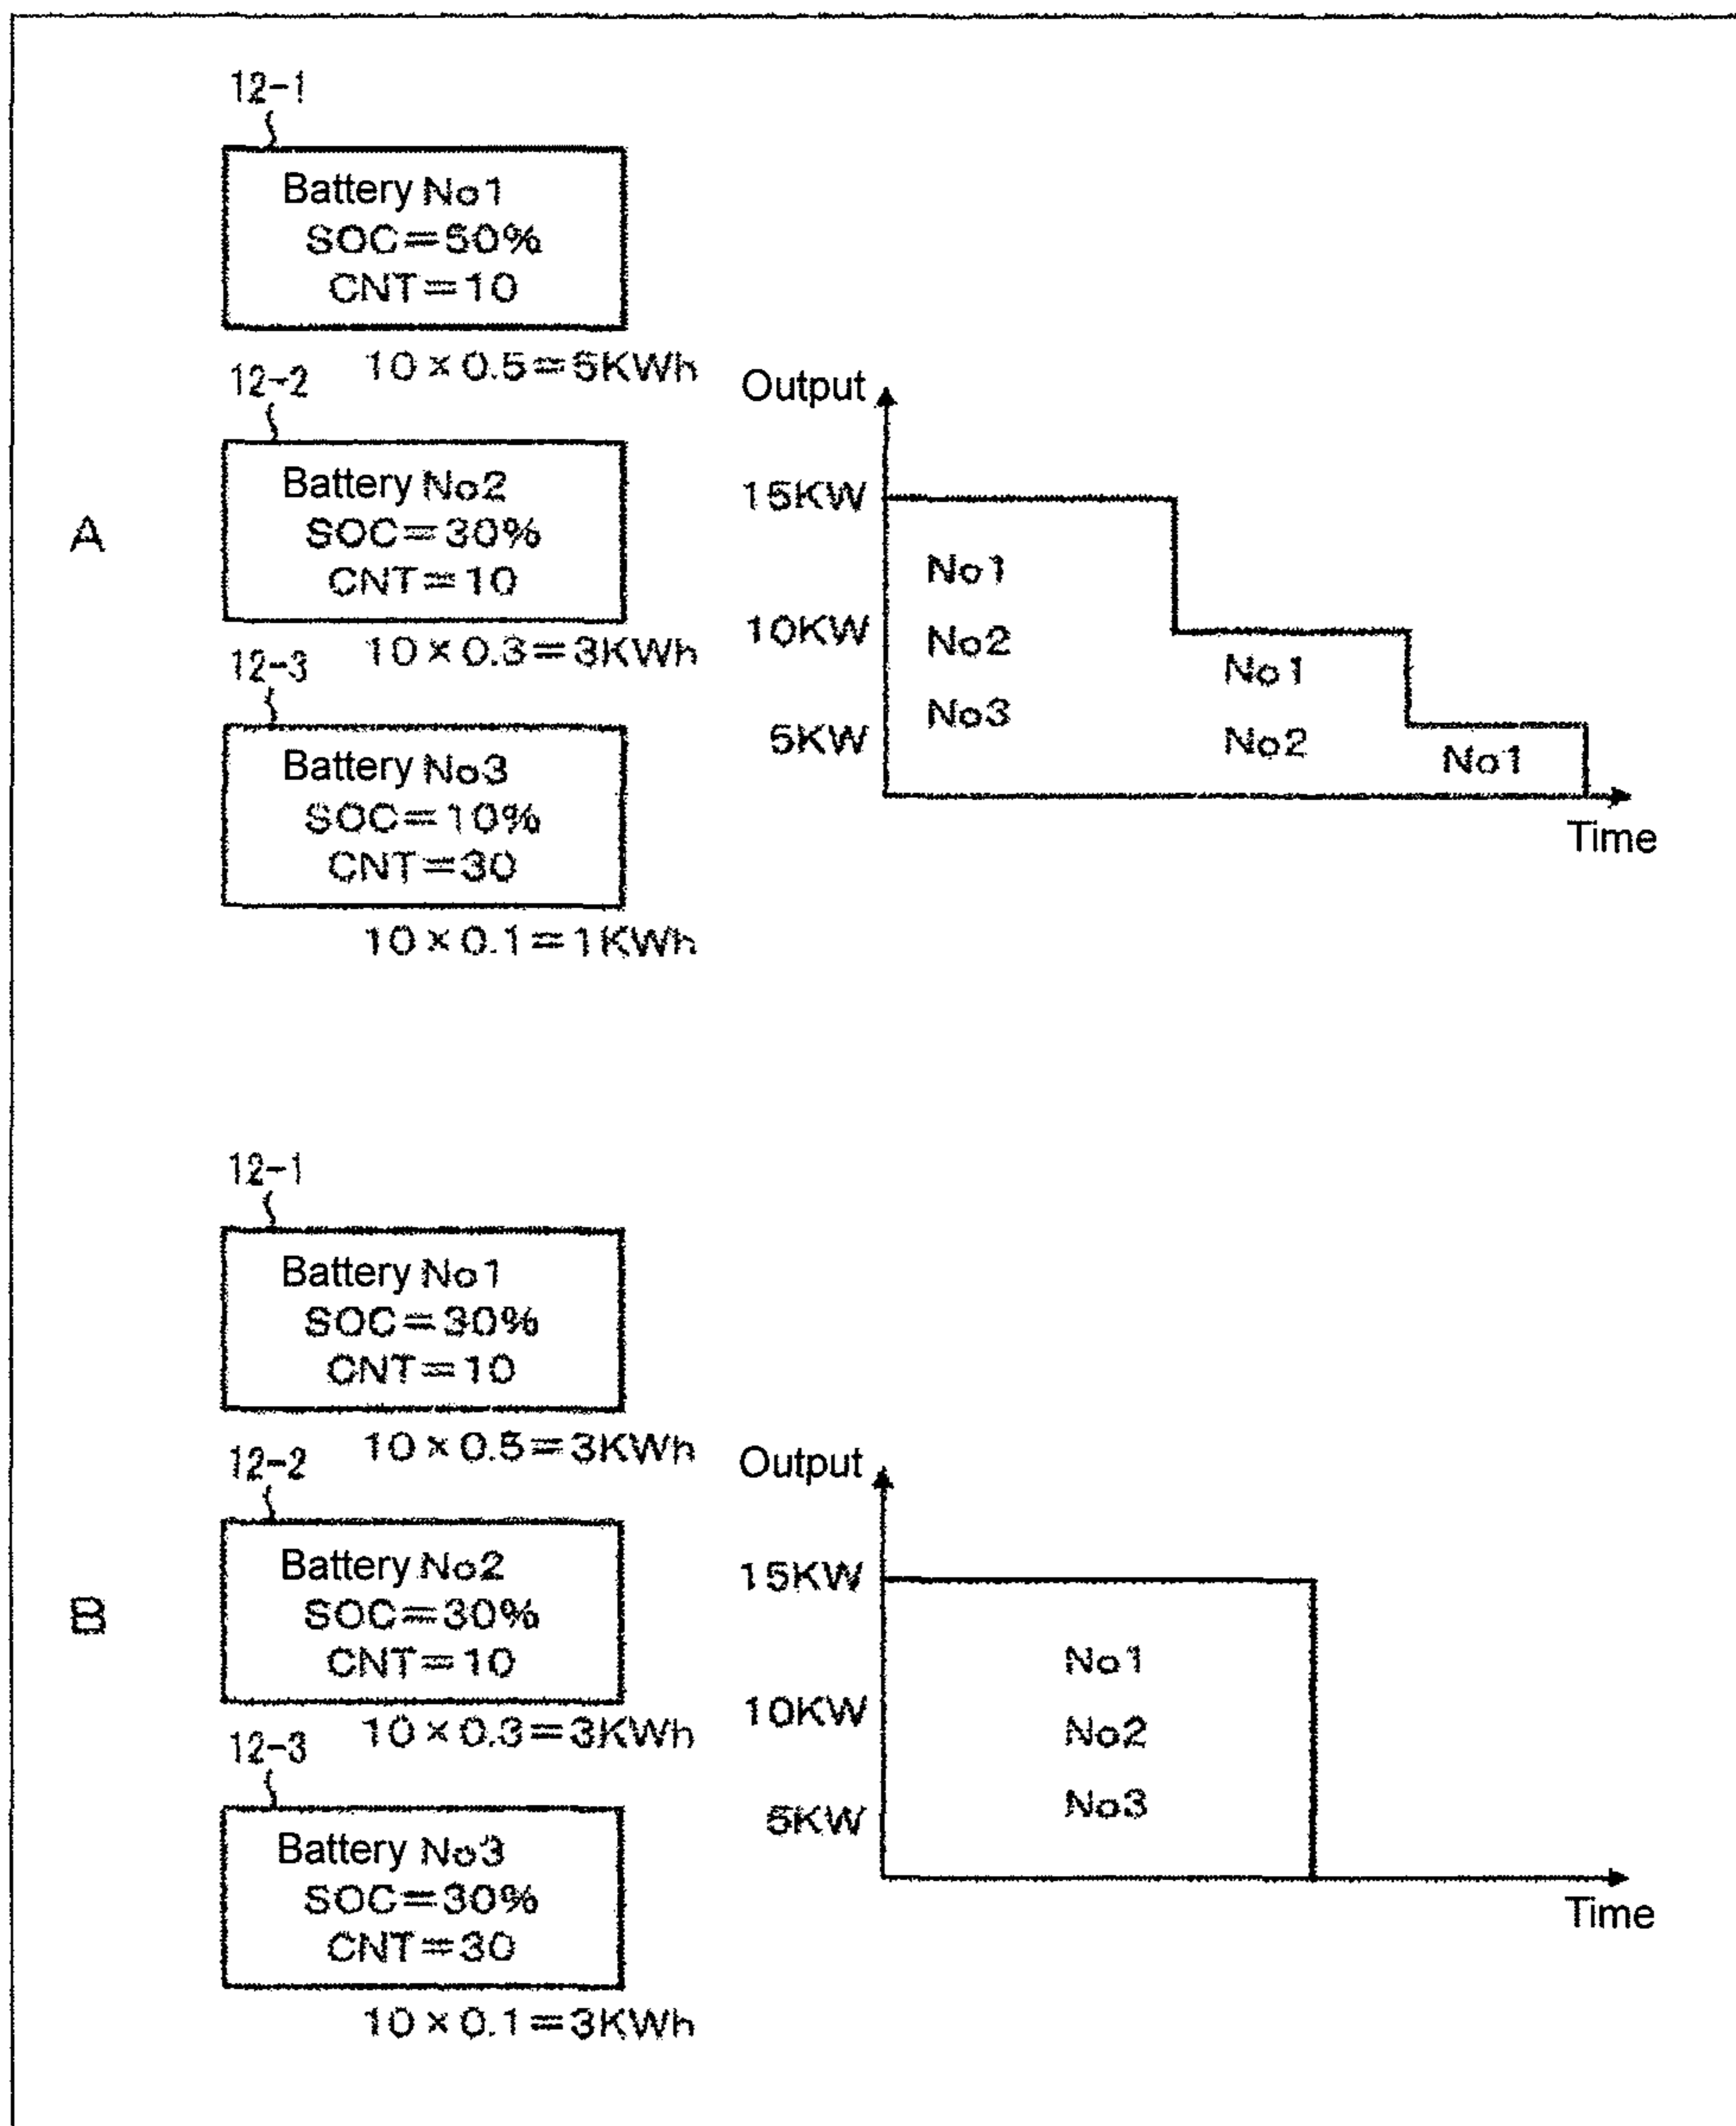 12-1
Battery No1
SOC=50%
CNT=10
10×0.5=5KWh
12-2
Battery No2
SOC=30%
CNT=10
10×0.3=3KWh
12-3
Battery No3
SOC=10%
CNT=30
10×0.1=1KWh
A
Output
15KW
10KW
5KW
No1
No2
No3
No1
No2
No1
Time
12-1
Battery No1
SOC=30%
CNT=10
10×0.5=3KWh
12-2
Battery No2
SOC=30%
CNT=10
10×0.3=3KWh
12-3
Battery No3
SOC=30%
CNT=30
10×0.1=3KWh
B
Output
15KW
10KW
5KW
No1
No2
No3
Time